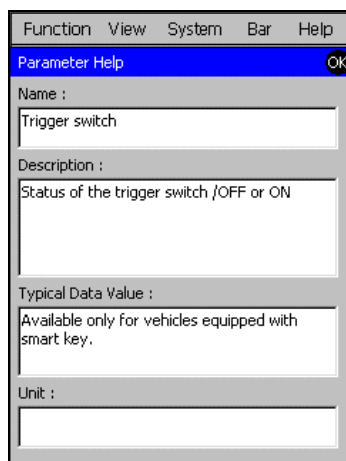 Function View System Bar Help
Parameter Help OK
Name :
Trigger switch
Description :
Status of the trigger switch /OFF or ON
Typical Data Value :
Available only for vehicles equipped with
smart key.
Unit :